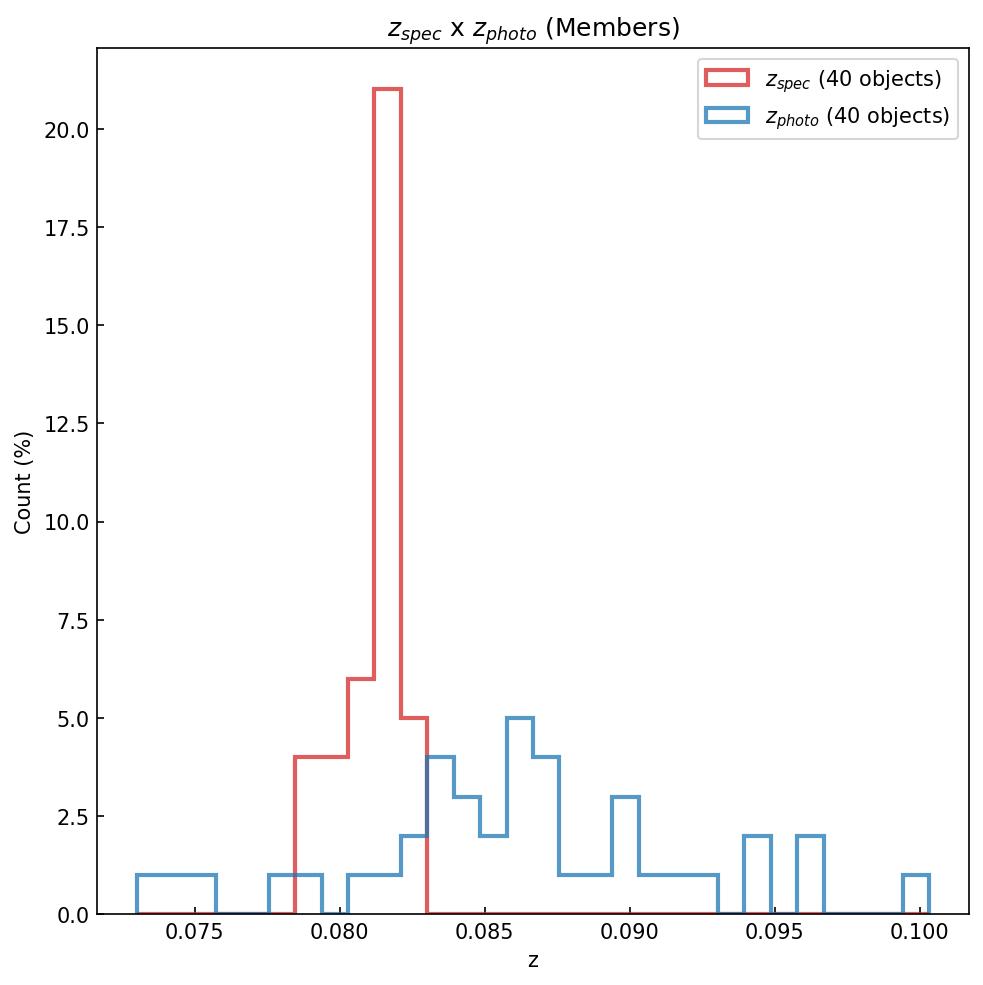 z_spec x z_photo (Members)
z_spec (40 objects)
z_photo (40 objects)
Count (%)
20.0
17.5
15.0
12.5
10.0
7.5
5.0
2.5
0.0
0.075 0.080 0.085 0.090 0.095 0.100
z